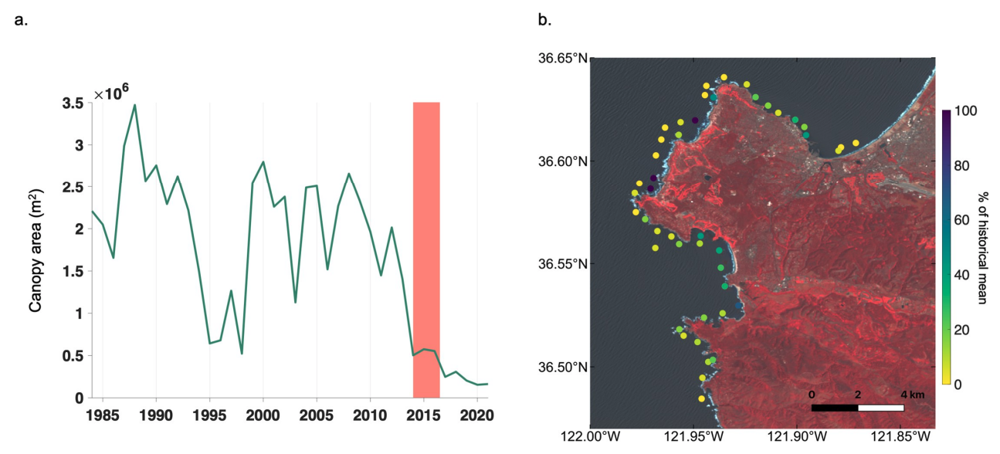 a.
×10⁶
3.5
3
2.5
2
1.5
1
0.5
0
Canopy area (m²)
1985 1990 1995 2000 2005 2010 2015 2020
b.
36.65°N
36.60°N
36.55°N
36.50°N
122.00°W 121.95°W 121.90°W 121.85°W
0 2 4 km
100
80
60
40
20
0
% of historical mean